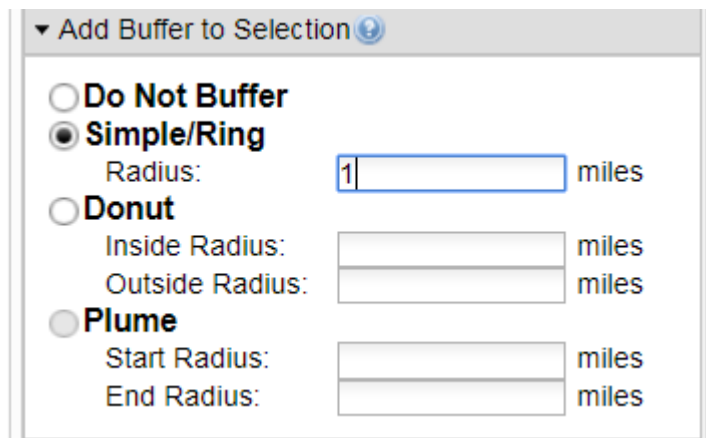 Add Buffer to Selection
Do Not Buffer
Simple/Ring
Radius: 1 miles
Donut
Inside Radius: miles
Outside Radius: miles
Plume
Start Radius: miles
End Radius: miles